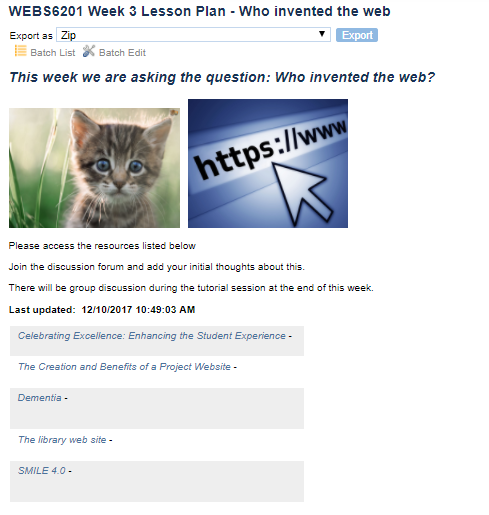 WEBS6201 Week 3 Lesson Plan - Who invented the web
Export as Zip Export
Batch List Batch Edit
This week we are asking the question: Who invented the web?
https://www
Please access the resources listed below
Join the discussion forum and add your initial thoughts about this.
There will be group discussion during the tutorial session at the end of this week.
Last updated: 12/10/2017 10:49:03 AM
Celebrating Excellence: Enhancing the Student Experience -
The Creation and Benefits of a Project Website -
Dementia -
The library web site -
SMILE 4.0 -